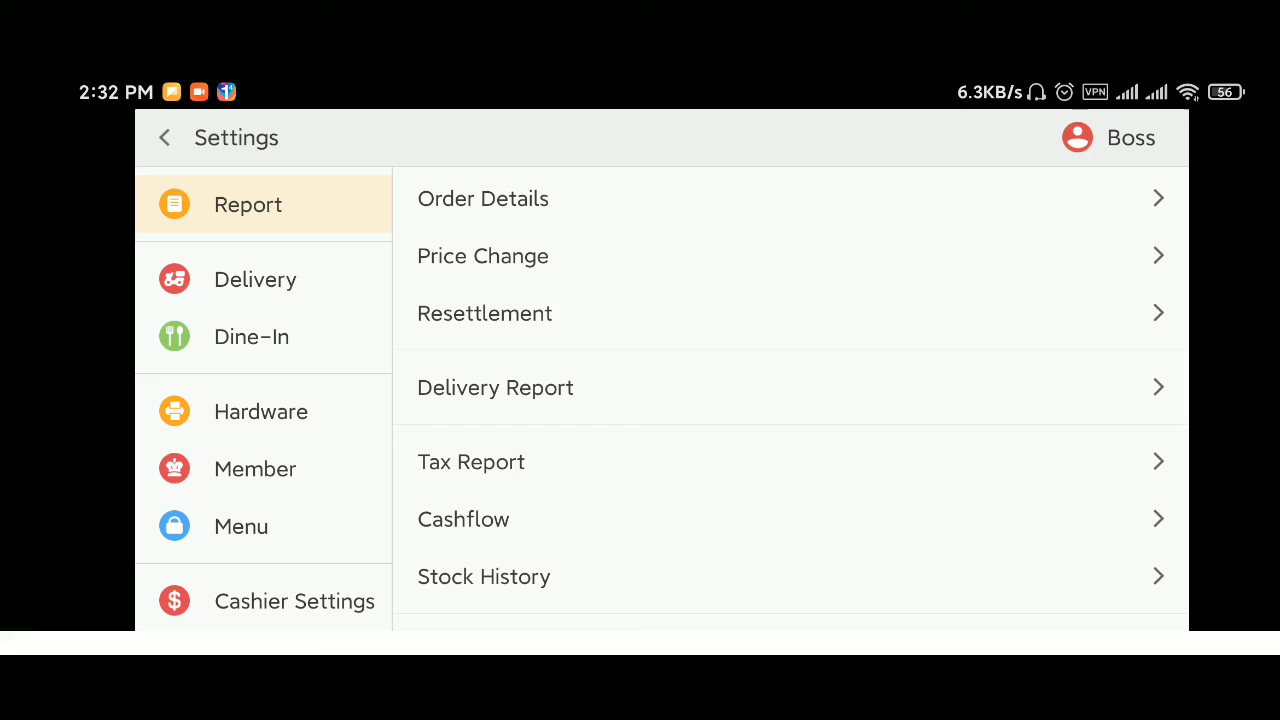 2:32 PM
6.3KB/s VPN 56
Settings
Boss
Report
Delivery
Dine-In
Hardware
Member
Menu
Cashier Settings
Order Details
Price Change
Resettlement
Delivery Report
Tax Report
Cashflow
Stock History